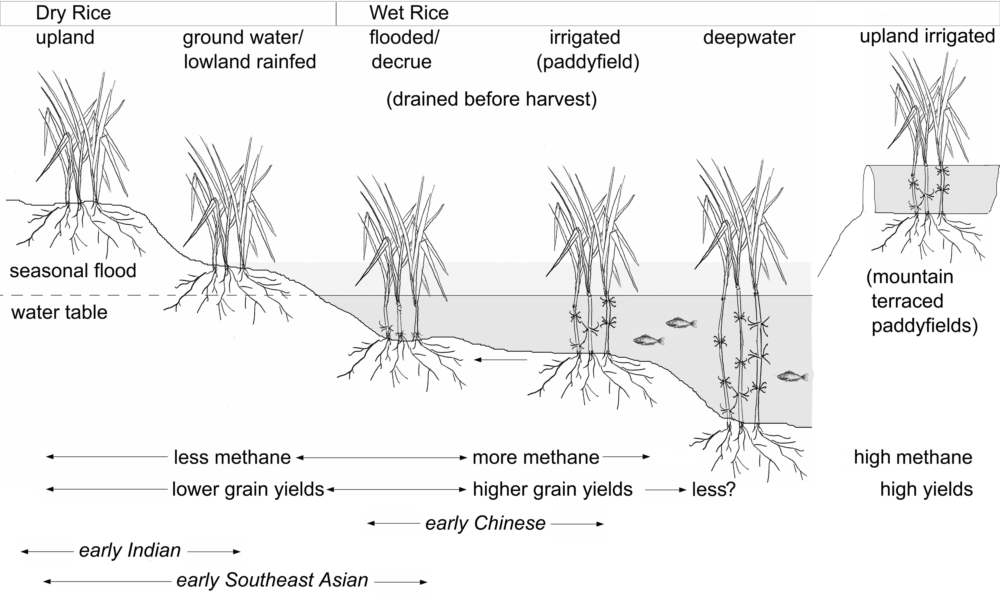 Dry Rice
Wet Rice
upland
ground water/
lowland rainfed
flooded/
decrue
irrigated
(paddyfield)
deepwater
upland irrigated
(drained before harvest)
seasonal flood
water table
(mountain
terraced
paddyfields)
less methane
more methane
high methane
lower grain yields
higher grain yields
less?
high yields
early Chinese
early Indian
early Southeast Asian